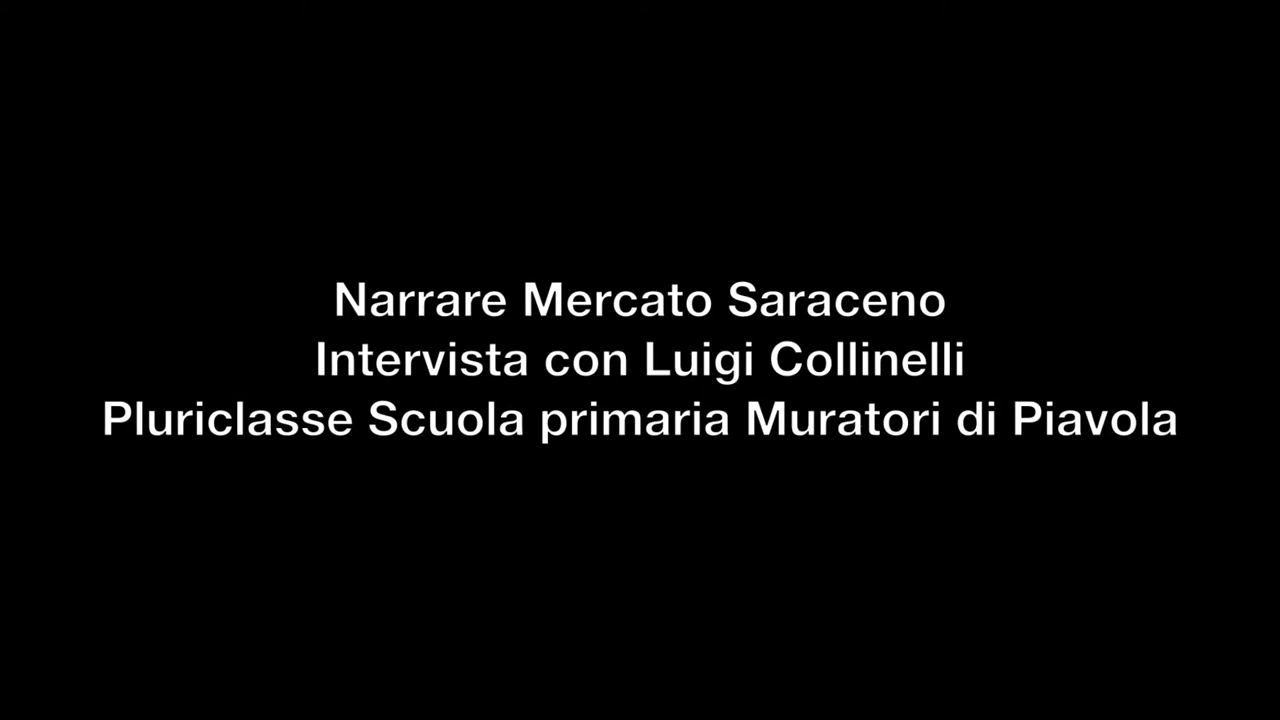 Narrare Mercato Saraceno
Intervista con Luigi Collinelli
Pluriclasse Scuola primaria Muratori di Piavola